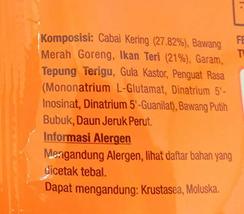 Komposisi: Cabai Kering (27.82%), Bawang
Merah Goreng, Ikan Teri (21%), Garam,
Tepung Terigu, Gula Kastor, Penguat Rasa
(Mononatrium L-Glutamat, Dinatrium 5'-
Inosinat, Dinatrium 5'-Guanilat), Bawang Putih
Bubuk, Daun Jeruk Perut.
Informasi Alergen
Mengandung Alergen, lihat daftar bahan yang
dicetak tebal.
Dapat mengandung: Krustasea, Moluska.